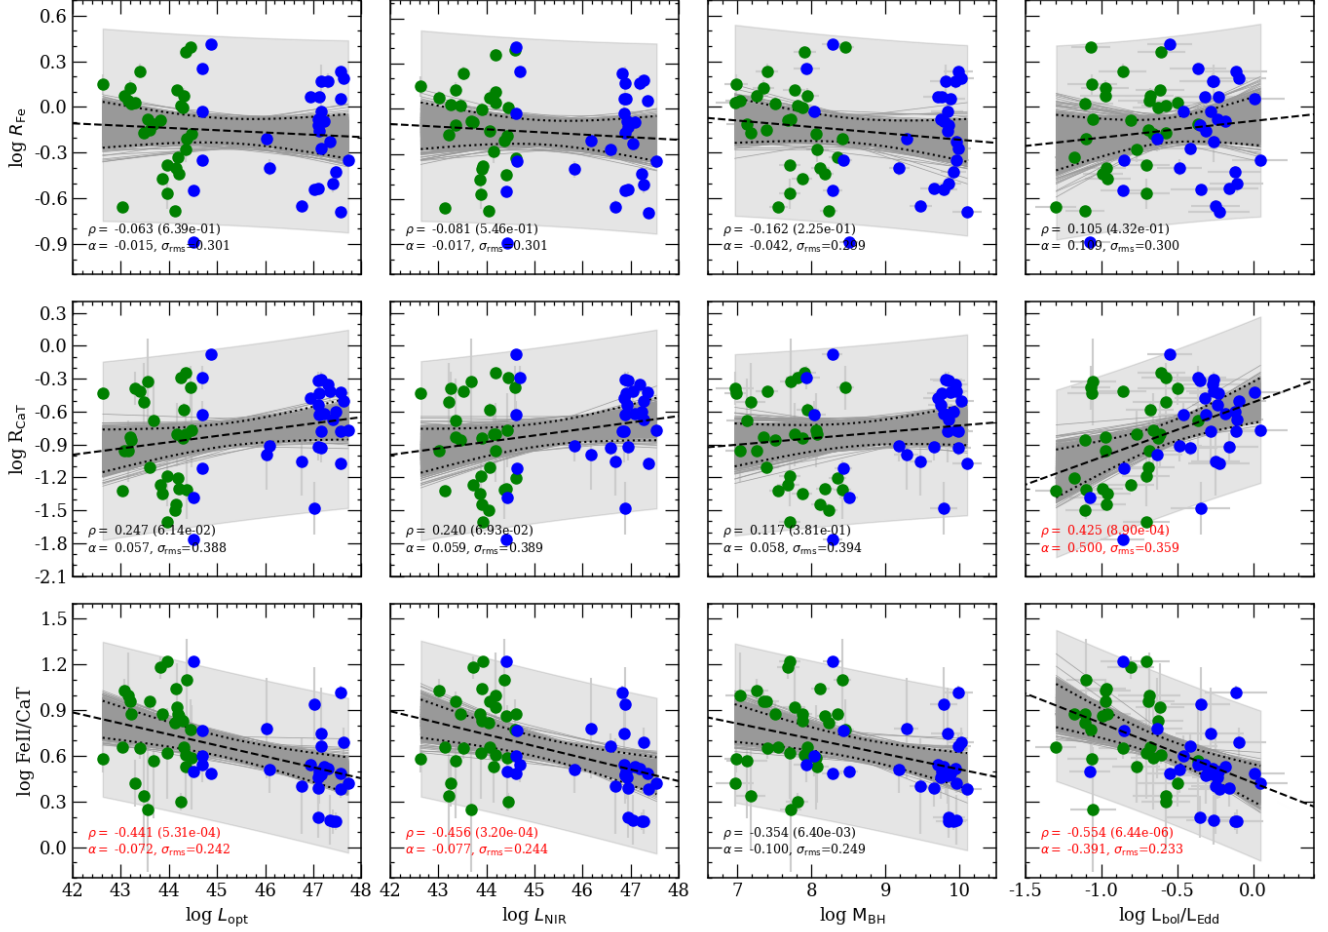 0.6
0.3
0.0
-0.3
-0.6
-0.9
log R_Fe
ρ = -0.063 (6.39e-01)
α = -0.015, σ_rms=0.301
ρ = -0.081 (5.46e-01)
α = -0.017, σ_rms=0.301
ρ = -0.162 (2.25e-01)
α = -0.042, σ_rms=0.299
ρ = 0.105 (4.32e-01)
α = 0.109, σ_rms=0.300
0.3
0.0
-0.3
-0.6
-0.9
-1.2
-1.5
-1.8
-2.1
log R_CaT
ρ = 0.247 (6.14e-02)
α = 0.057, σ_rms=0.388
ρ = 0.240 (6.93e-02)
α = 0.059, σ_rms=0.389
ρ = 0.117 (3.81e-01)
α = 0.058, σ_rms=0.394
ρ = 0.425 (8.90e-04)
α = 0.500, σ_rms=0.359
1.5
1.2
0.9
0.6
0.3
0.0
log FeII/CaT
ρ = -0.441 (5.31e-04)
α = -0.072, σ_rms=0.242
ρ = -0.456 (3.20e-04)
α = -0.077, σ_rms=0.244
ρ = -0.354 (6.40e-03)
α = -0.100, σ_rms=0.249
ρ = -0.554 (6.44e-06)
α = -0.391, σ_rms=0.233
42 43 44 45 46 47 42 43 44 45 46 47 48 7 8 9 10 -1.5 -1.0 -0.5 0.0
log L_opt
log L_NIR
log M_BH
log L_bol/L_Edd